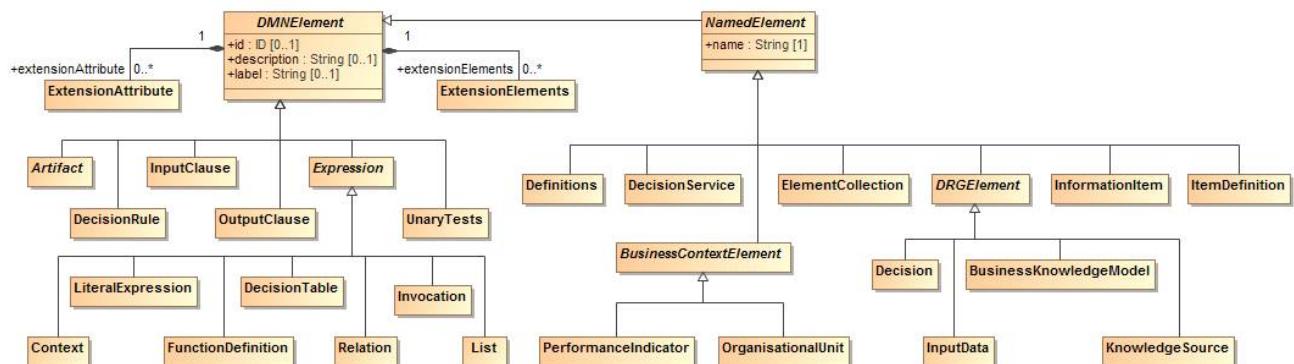 DMNElement
+id : ID [0..1]
+description : String [0..1]
+label : String [0..1]
NamedElement
+name : String [1]
1
1
+extensionAttribute 0..*
+extensionElements 0..*
ExtensionAttribute
ExtensionElements
Artifact
InputClause
Expression
DecisionRule
OutputClause
UnaryTests
Definitions
DecisionService
ElementCollection
DRGElement
InformationItem
ItemDefinition
BusinessContextElement
LiteralExpression
DecisionTable
Invocation
Decision
BusinessKnowledgeModel
Context
FunctionDefinition
Relation
List
PerformanceIndicator
OrganisationalUnit
InputData
KnowledgeSource